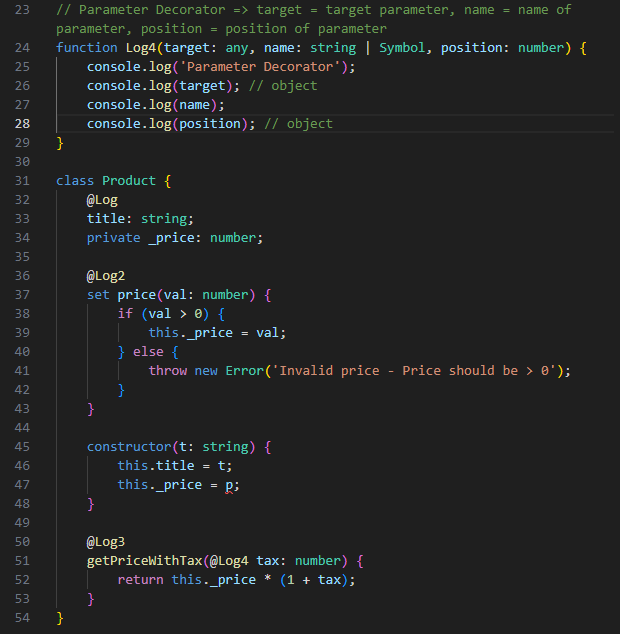 23 // Parameter Decorator => target = target parameter, name = name of
parameter, position = position of parameter
24 function Log4(target: any, name: string | Symbol, position: number) {
25     console.log('Parameter Decorator');
26     console.log(target); // object
27     console.log(name);
28     console.log(position); // object
29 }
30
31 class Product {
32     @Log
33     title: string;
34     private _price: number;
35
36     @Log2
37     set price(val: number) {
38         if (val > 0) {
39             this._price = val;
40         } else {
41             throw new Error('Invalid price - Price should be > 0');
42         }
43     }
44
45     constructor(t: string) {
46         this.title = t;
47         this._price = p;
48     }
49
50     @Log3
51     getPriceWithTax(@Log4 tax: number) {
52         return this._price * (1 + tax);
53     }
54 }